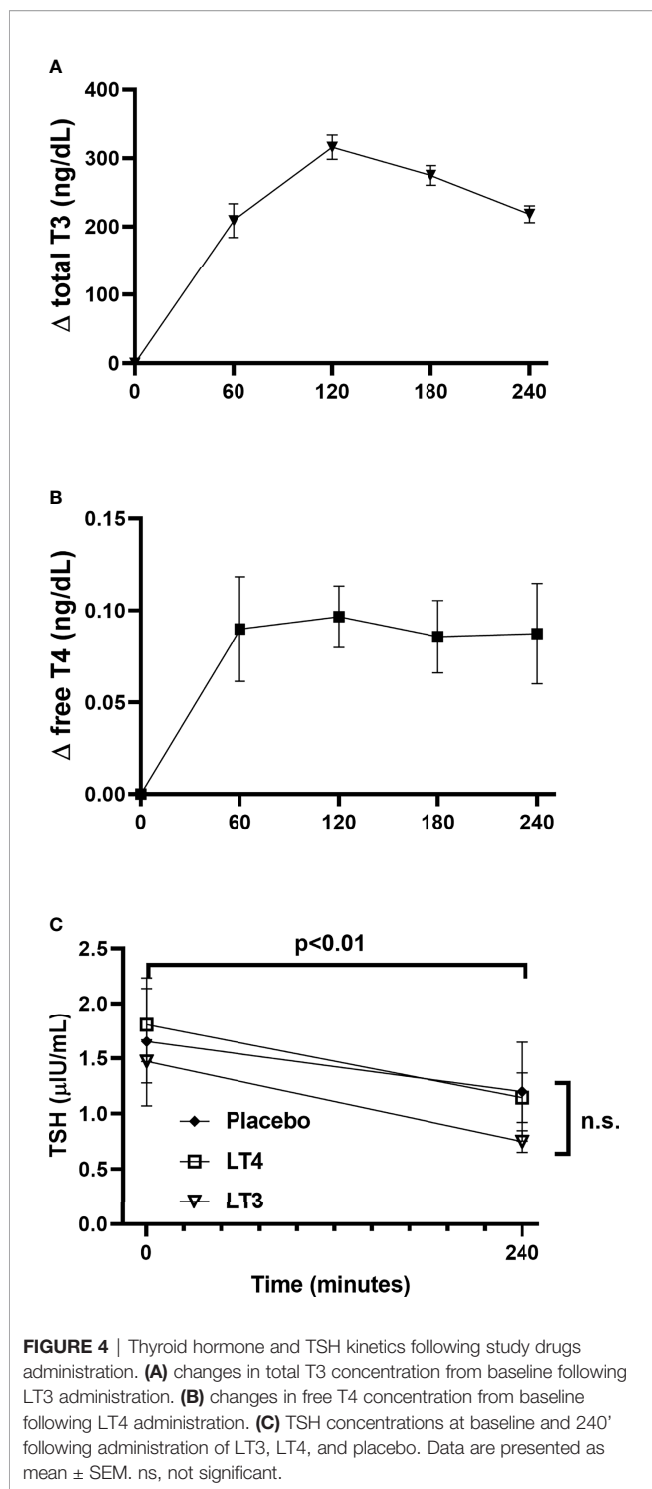 A
Δ total T3 (ng/dL)
400
300
200
100
0
0 60 120 180 240
B
Δ free T4 (ng/dL)
0.15
0.10
0.05
0.00
0 60 120 180 240
C
TSH (µIU/mL)
2.5
2.0
1.5
1.0
0.5
0.0
p<0.01
n.s.
Placebo
LT4
LT3
0 240
Time (minutes)
FIGURE 4 | Thyroid hormone and TSH kinetics following study drugs
administration. (A) changes in total T3 concentration from baseline following
LT3 administration. (B) changes in free T4 concentration from baseline
following LT4 administration. (C) TSH concentrations at baseline and 240'
following administration of LT3, LT4, and placebo. Data are presented as
mean ± SEM. ns, not significant.